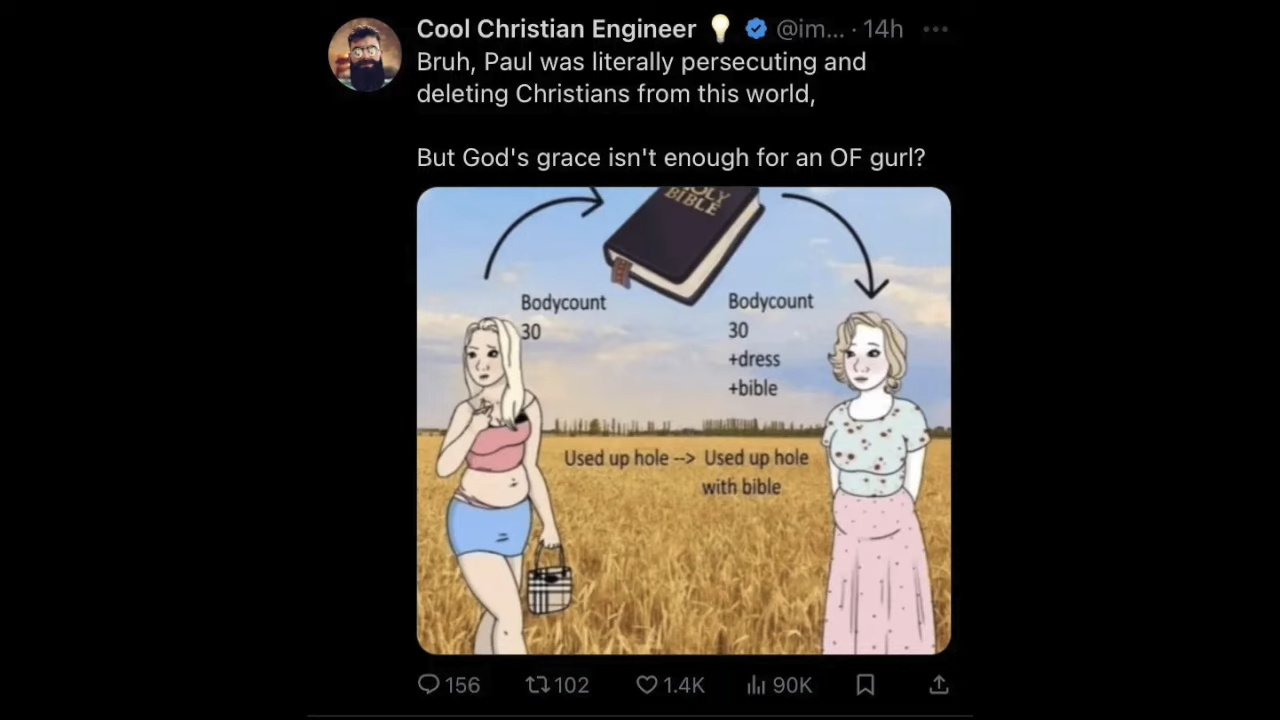 Cool Christian Engineer 💡 @im... · 14h
Bruh, Paul was literally persecuting and
deleting Christians from this world,
But God's grace isn't enough for an OF gurl?
HOLY
BIBLE
Bodycount
30
Bodycount
30
+dress
+bible
Used up hole --> Used up hole
with bible
156 102 1.4K 90K